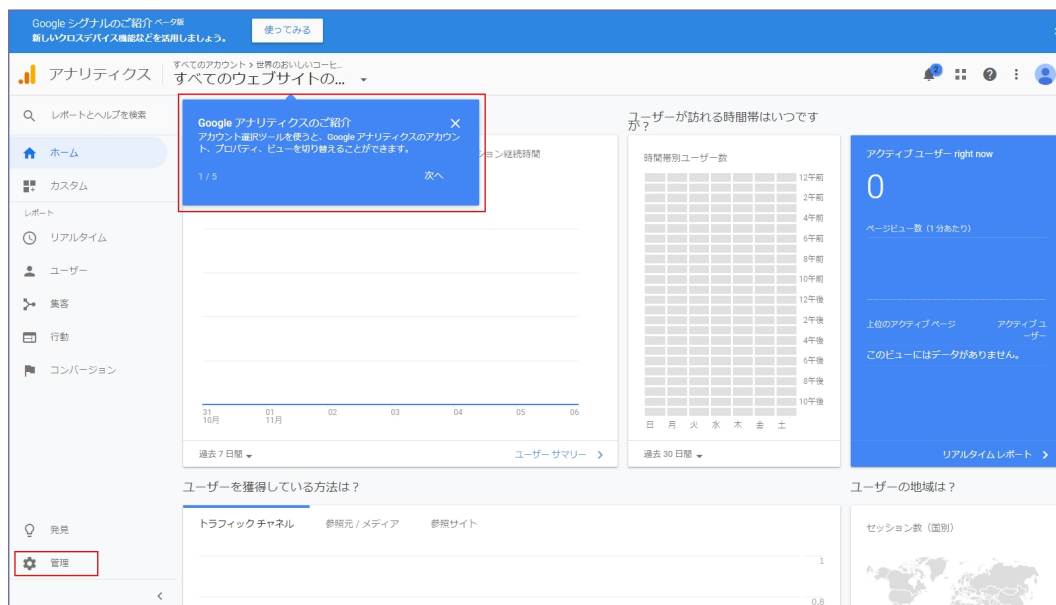 Google シグナルのご紹介 ベータ版
新しいクロスデバイス機能などを活用しましょう。
使ってみる
アナリティクス
すべてのアカウント > 世界のおいしいコーヒ...
すべてのウェブサイトの...
2
レポートとヘルプを検索
ホーム
カスタム
レポート
リアルタイム
ユーザー
集客
行動
コンバージョン
発見
管理
Google アナリティクスのご紹介
アカウント選択ツールを使うと、Google アナリティクスのアカウン
ト、プロパティ、ビューを切り替えることができます。
1 / 5
次へ
ション継続時間
31
10月
01
11月
02
03
04
05
06
過去 7 日間
ユーザー サマリー
ユーザーが訪れる時間帯はいつです
か?
時間帯別ユーザー数
12午前
2午前
4午前
6午前
8午前
10午前
12午後
2午後
4午後
6午後
8午後
10午後
日 月 火 水 木 金 土
過去 30 日間
アクティブ ユーザー right now
0
ページビュー数（1 分あたり）
上位のアクティブ ページ
アクティブ ユ
ーザー
このビューにはデータがありません。
リアルタイム レポート
ユーザーを獲得している方法は？
トラフィック チャネル
参照元 / メディア
参照サイト
1
0.8
ユーザーの地域は？
セッション数（国別）